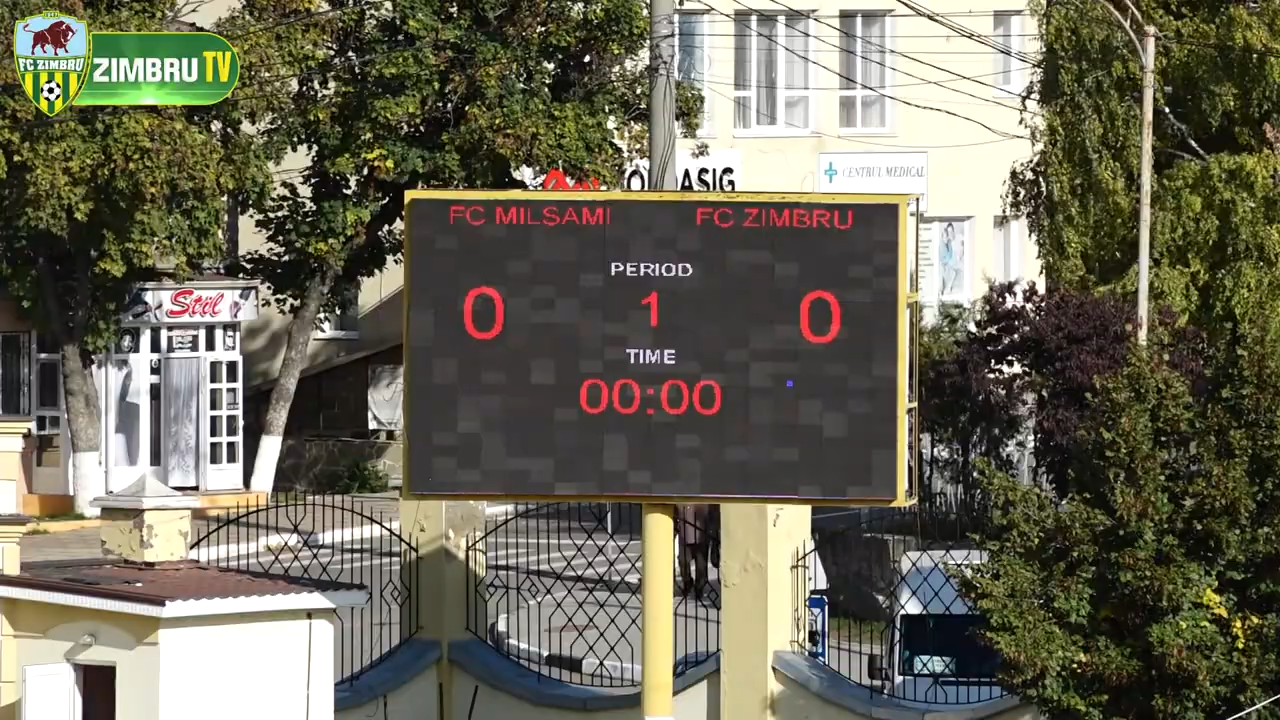 FC ZIMBRU
ZIMBRU TV
ASIG
CENTRUL MEDICAL
FC MILSAMI FC ZIMBRU
PERIOD
0 1 0
TIME
00:00
Stil